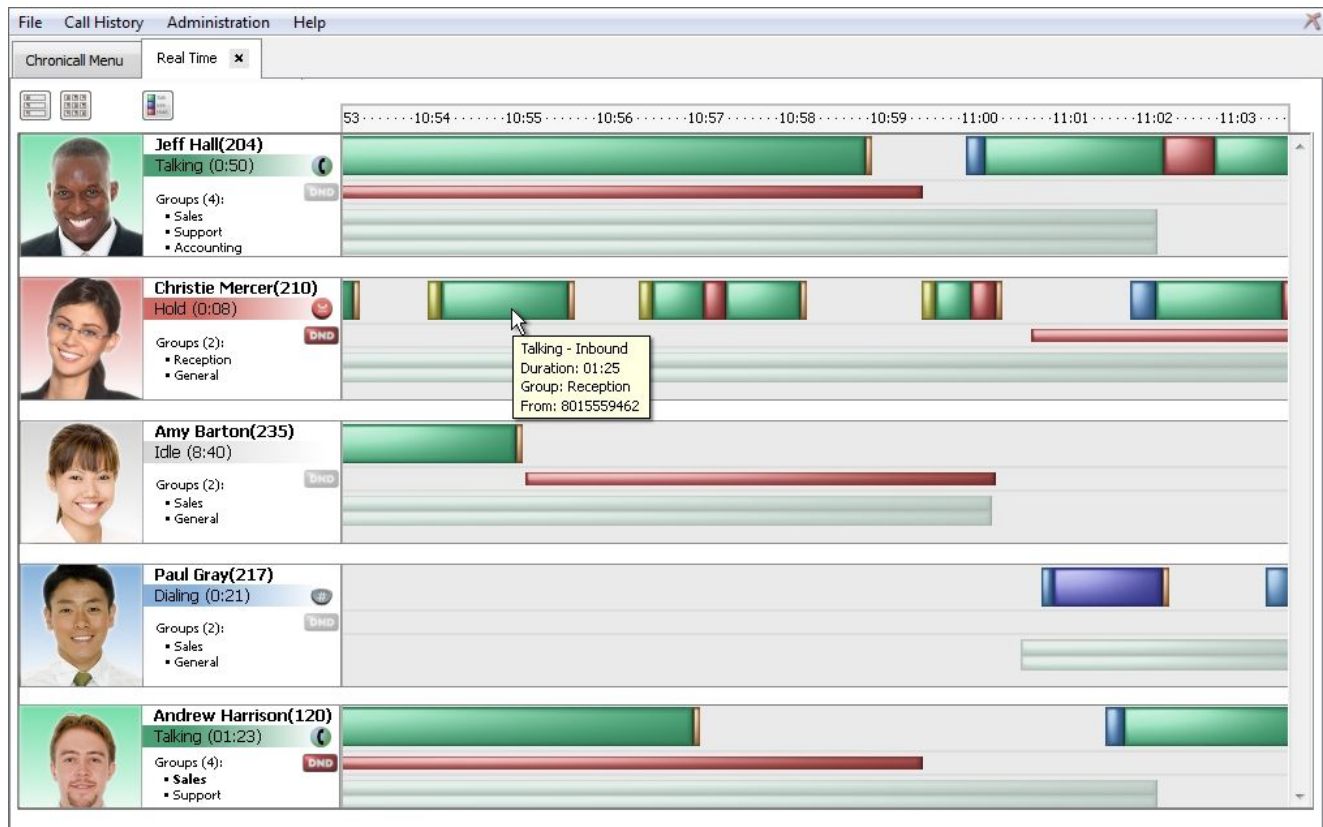 File Call History Administration Help
Chronicall Menu Real Time
53 10:54 10:55 10:56 10:57 10:58 10:59 11:00 11:01 11:02 11:03
Jeff Hall(204)
Talking (0:50)
DND
Groups (4):
▪ Sales
▪ Support
▪ Accounting
Christie Mercer(210)
Hold (0:08)
DND
Groups (2):
▪ Reception
▪ General
Talking - Inbound
Duration: 01:25
Group: Reception
From: 8015559462
Amy Barton(235)
Idle (8:40)
DND
Groups (2):
▪ Sales
▪ General
Paul Gray(217)
Dialing (0:21)
#
DND
Groups (2):
▪ Sales
▪ General
Andrew Harrison(120)
Talking (01:23)
Groups (4):
DND
▪ Sales
▪ Support